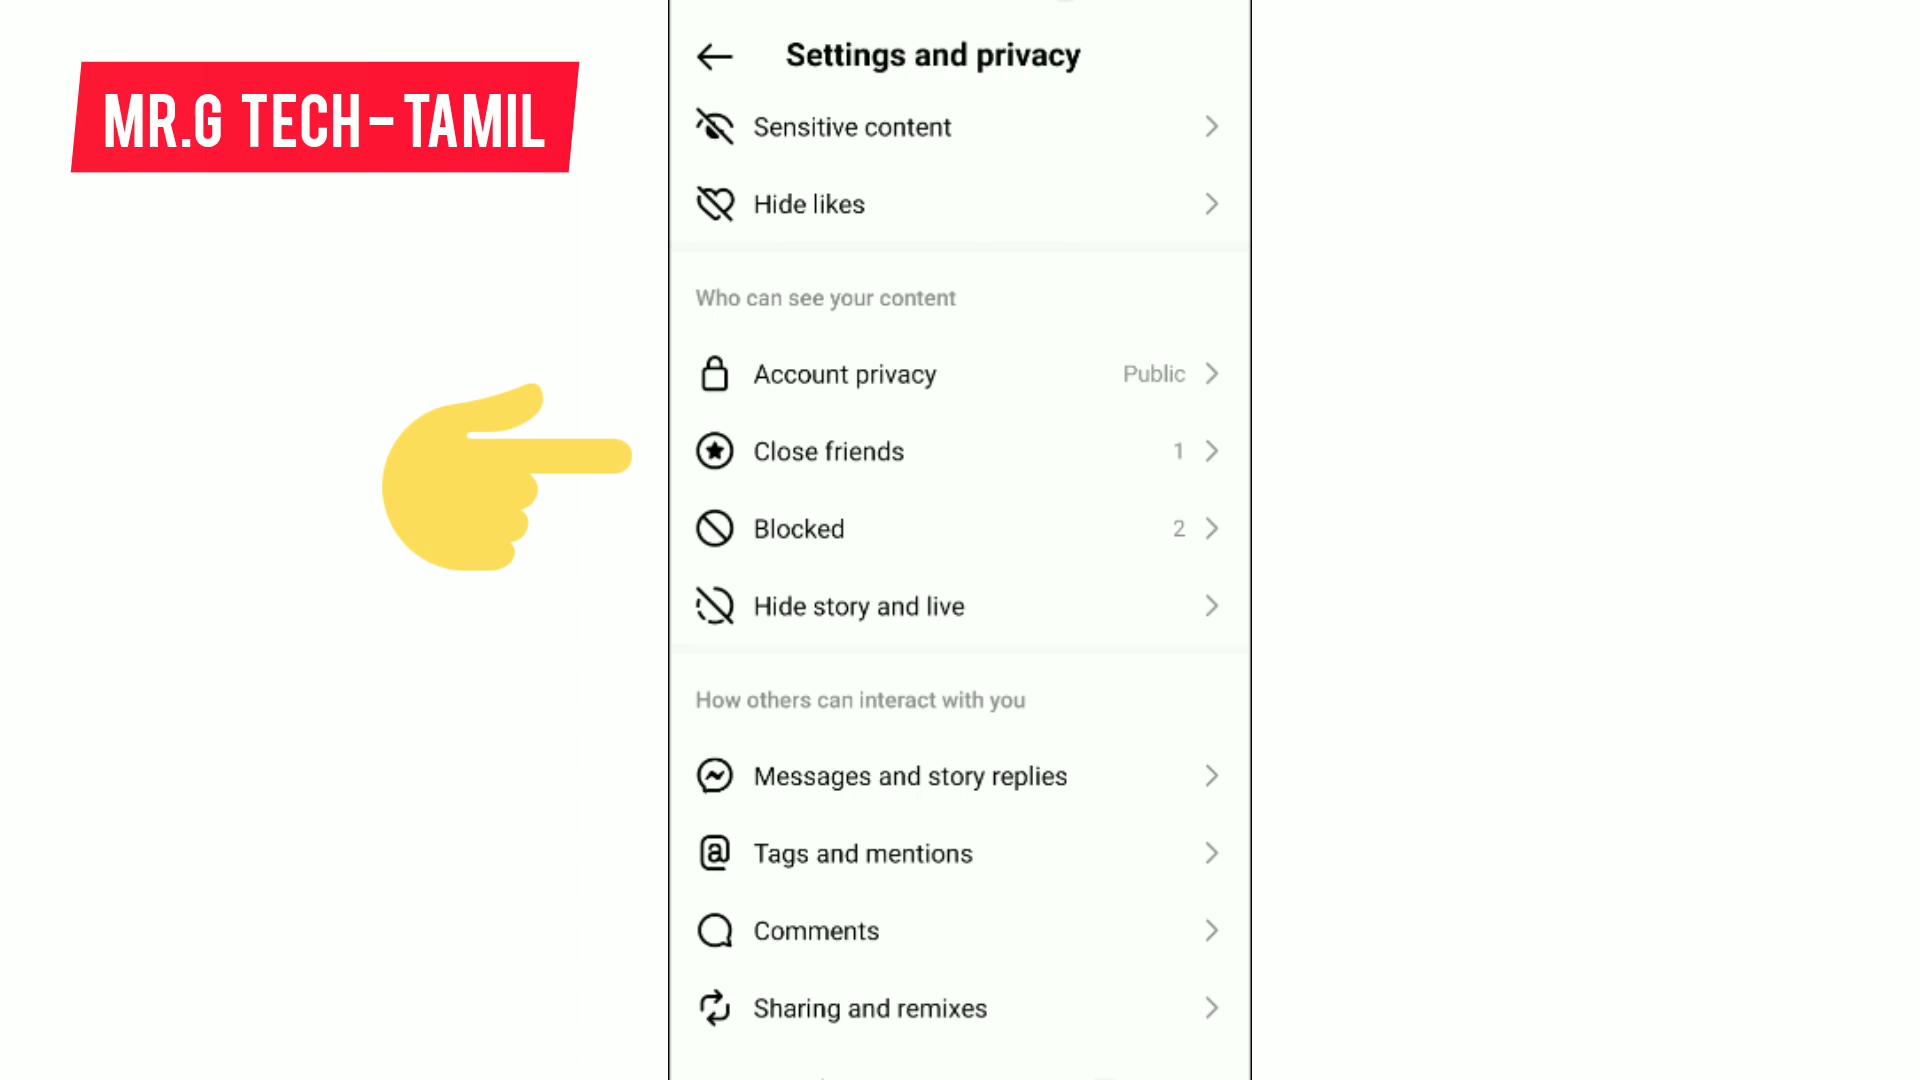 MR.G TECH – TAMIL
Settings and privacy
Sensitive content
Hide likes
Who can see your content
Account privacy Public
Close friends 1
Blocked 2
Hide story and live
How others can interact with you
Messages and story replies
Tags and mentions
Comments
Sharing and remixes